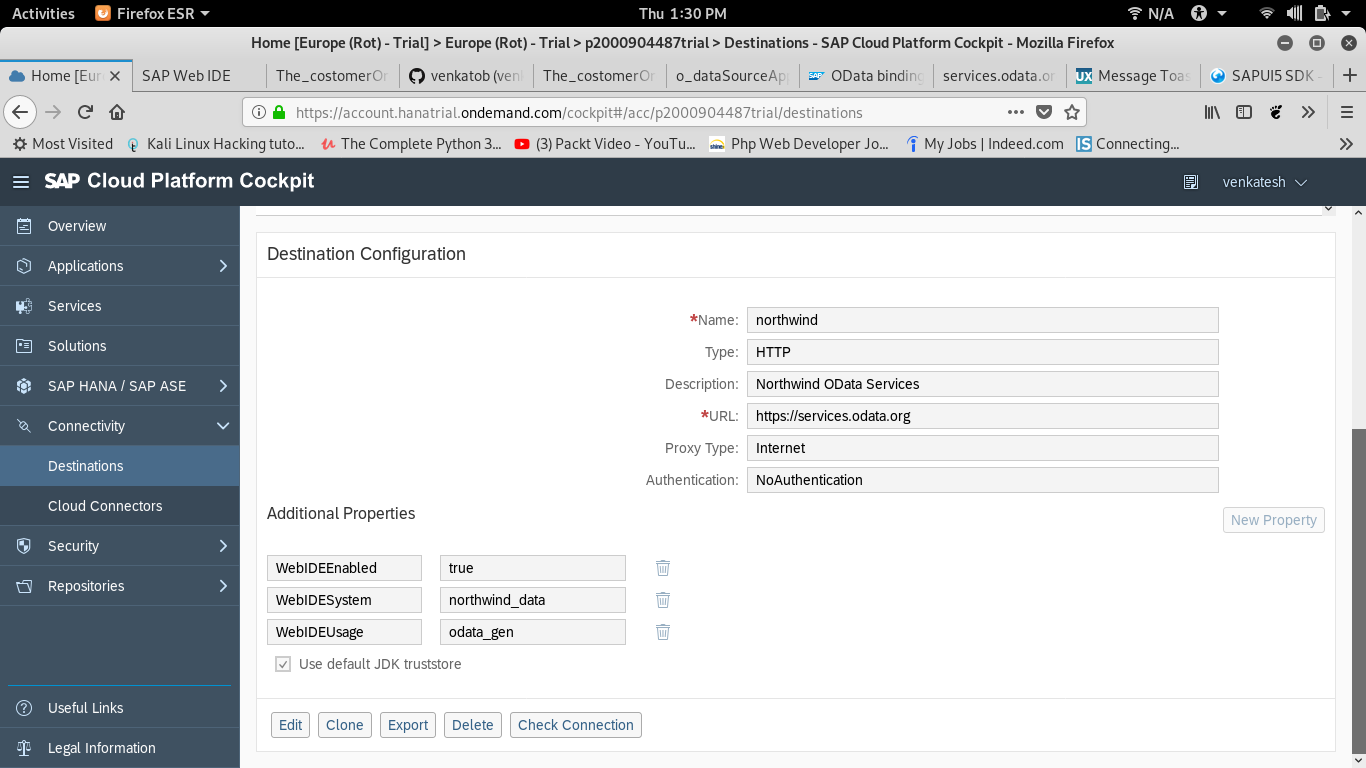 Activities Firefox ESR Thu 1:30 PM N/A
Home [Europe (Rot) - Trial] > Europe (Rot) - Trial > p2000904487trial > Destinations - SAP Cloud Platform Cockpit - Mozilla Firefox
Home [Eur SAP Web IDE The_costomerOr venkatob (ven The_costomerOr o_dataSourceApp OData binding services.odata.or UX Message Toas SAPUI5 SDK -
https://account.hanatrial.ondemand.com/cockpit#/acc/p2000904487trial/destinations
Most Visited Kali Linux Hacking tuto... The Complete Python 3... (3) Packt Video - YouTu... Php Web Developer Jo... My Jobs | Indeed.com IS Connecting...
SAP Cloud Platform Cockpit venkatesh
Overview
Applications
Services
Solutions
SAP HANA / SAP ASE
Connectivity
Destinations
Cloud Connectors
Security
Repositories
Useful Links
Legal Information
Destination Configuration
*Name: northwind
Type: HTTP
Description: Northwind OData Services
*URL: https://services.odata.org
Proxy Type: Internet
Authentication: NoAuthentication
Additional Properties
New Property
WebIDEEnabled true
WebIDESystem northwind_data
WebIDEUsage odata_gen
Use default JDK truststore
Edit Clone Export Delete Check Connection